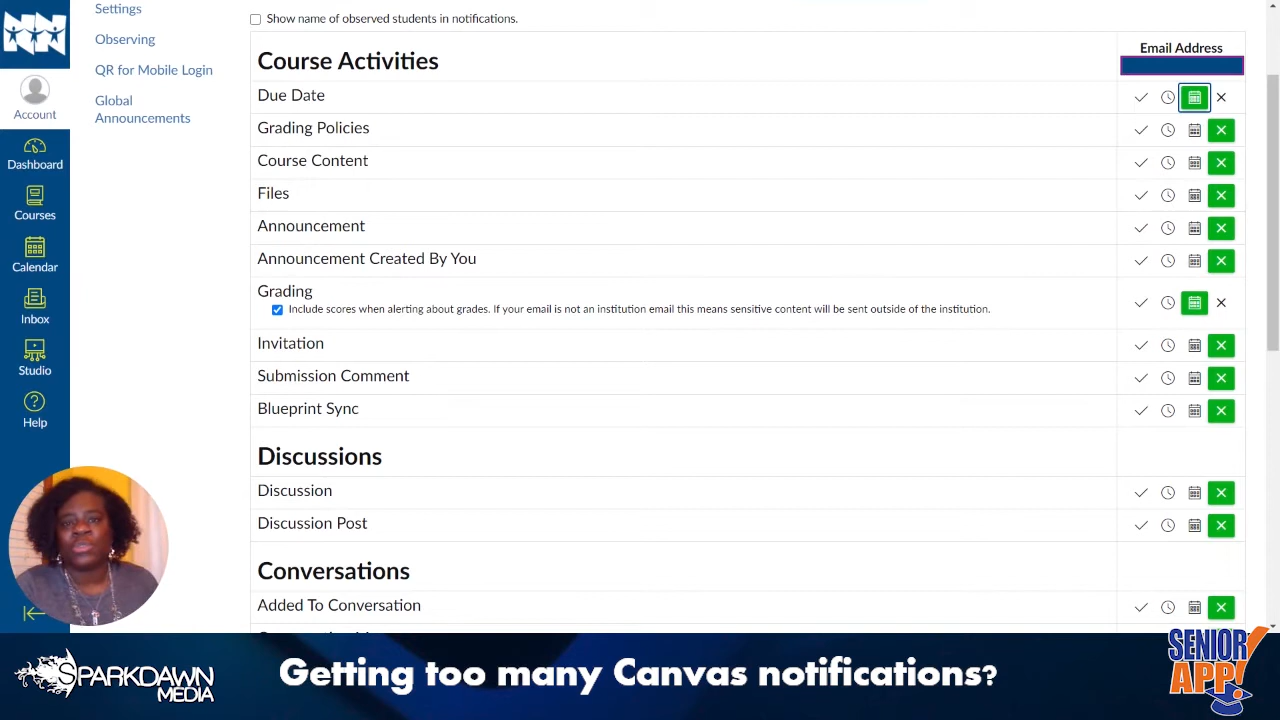 Settings
Observing
QR for Mobile Login
Global
Announcements
Account
Dashboard
Courses
Calendar
Inbox
Studio
Help
Show name of observed students in notifications.
Course Activities
Email Address
Due Date
Grading Policies
Course Content
Files
Announcement
Announcement Created By You
Grading
Include scores when alerting about grades. If your email is not an institution email this means sensitive content will be sent outside of the institution.
Invitation
Submission Comment
Blueprint Sync
Discussions
Discussion
Discussion Post
Conversations
Added To Conversation
SPARKDAWN
MEDIA
Getting too many Canvas notifications?
SENIOR
APP!